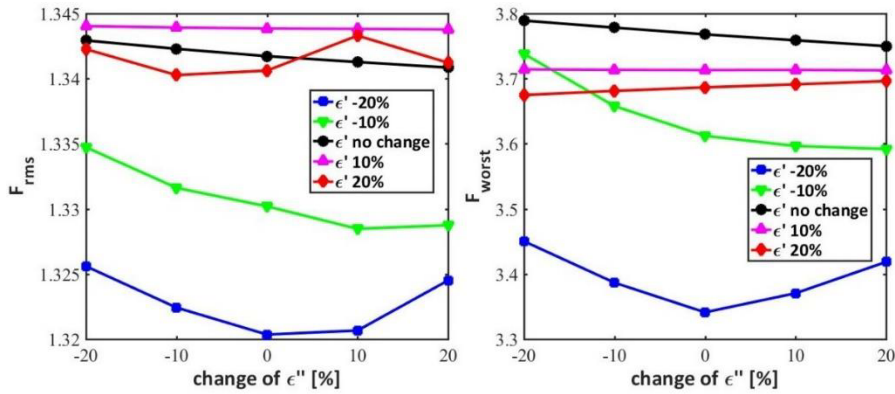 1.345
1.34
1.335
1.33
1.325
1.32
F_rms
-20
-10
0
10
20
change of ϵ'' [%]
ϵ' -20%
ϵ' -10%
ϵ' no change
ϵ' 10%
ϵ' 20%
3.8
3.7
3.6
3.5
3.4
3.3
F_worst
-20
-10
0
10
20
change of ϵ'' [%]
ϵ' -20%
ϵ' -10%
ϵ' no change
ϵ' 10%
ϵ' 20%